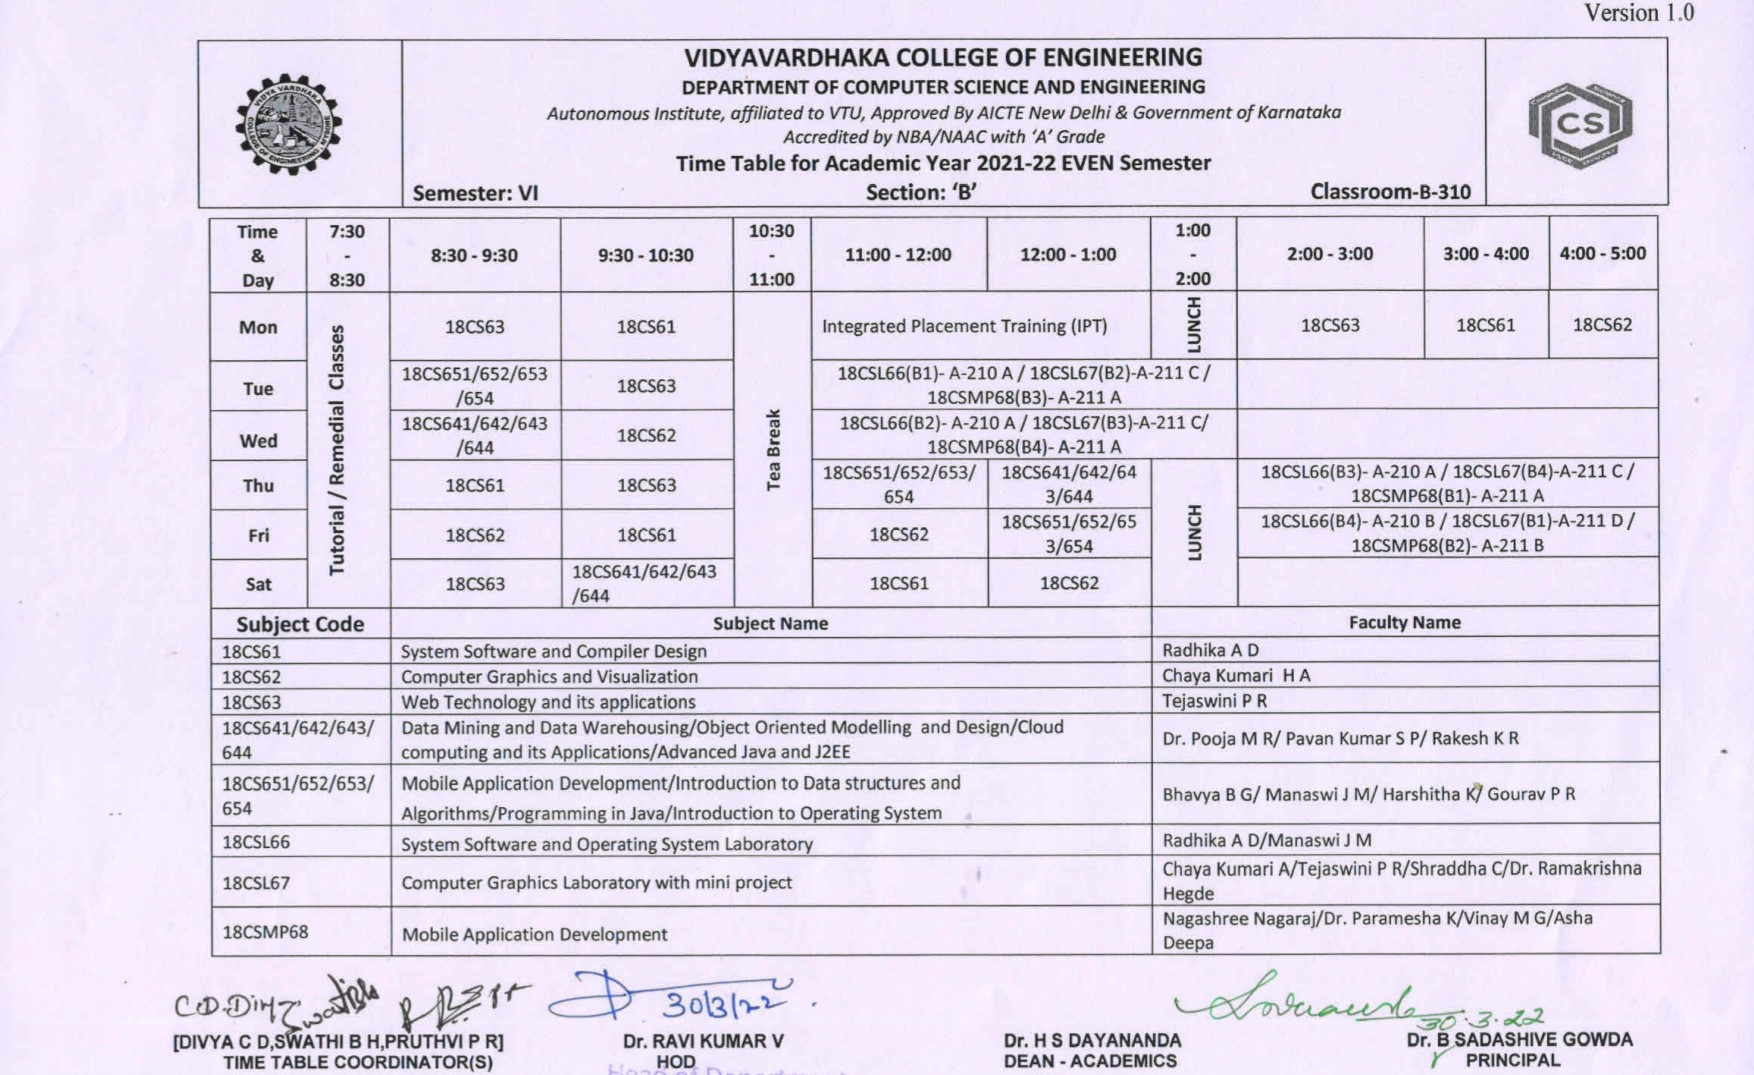 Version 1.0
VIDYAVARDHAKA COLLEGE OF ENGINEERING
DEPARTMENT OF COMPUTER SCIENCE AND ENGINEERING
Autonomous Institute, affiliated to VTU, Approved By AICTE New Delhi & Government of Karnataka
Accredited by NBA/NAAC with ‘A’ Grade
Time Table for Academic Year 2021-22 EVEN Semester
Semester: VI Section: ‘B’ Classroom-B-310
CS
Time & Day 7:30 - 8:30 8:30 - 9:30 9:30 - 10:30 10:30 - 11:00 11:00 - 12:00 12:00 - 1:00 1:00 - 2:00 2:00 - 3:00 3:00 - 4:00 4:00 - 5:00
Tutorial / Remedial Classes
Tea Break
LUNCH
LUNCH
Mon 18CS63 18CS61 Integrated Placement Training (IPT) 18CS63 18CS61 18CS62
Tue 18CS651/652/653 /654 18CS63 18CSL66(B1)- A-210 A / 18CSL67(B2)-A-211 C / 18CSMP68(B3)- A-211 A
Wed 18CS641/642/643 /644 18CS62 18CSL66(B2)- A-210 A / 18CSL67(B3)-A-211 C/ 18CSMP68(B4)- A-211 A
Thu 18CS61 18CS63 18CS651/652/653/ 654 18CS641/642/64 3/644 18CSL66(B3)- A-210 A / 18CSL67(B4)-A-211 C / 18CSMP68(B1)- A-211 A
Fri 18CS62 18CS61 18CS62 18CS651/652/65 3/654 18CSL66(B4)- A-210 B / 18CSL67(B1)-A-211 D / 18CSMP68(B2)- A-211 B
Sat 18CS63 18CS641/642/643 /644 18CS61 18CS62
Subject Code Subject Name Faculty Name
18CS61 System Software and Compiler Design Radhika A D
18CS62 Computer Graphics and Visualization Chaya Kumari H A
18CS63 Web Technology and its applications Tejaswini P R
18CS641/642/643/ Data Mining and Data Warehousing/Object Oriented Modelling and Design/Cloud
644 computing and its Applications/Advanced Java and J2EE
Dr. Pooja M R/ Pavan Kumar S P/ Rakesh K R
18CS651/652/653/ Mobile Application Development/Introduction to Data structures and
654 Algorithms/Programming in Java/Introduction to Operating System
Bhavya B G/ Manaswi J M/ Harshitha K/ Gourav P R
18CSL66 System Software and Operating System Laboratory Radhika A D/Manaswi J M
18CSL67 Computer Graphics Laboratory with mini project Chaya Kumari A/Tejaswini P R/Shraddha C/Dr. Ramakrishna
Hegde
18CSMP68 Mobile Application Development Nagashree Nagaraj/Dr. Paramesha K/Vinay M G/Asha
Deepa
30/3/22
30.3.22
[DIVYA C D,SWATHI B H,PRUTHVI P R] Dr. RAVI KUMAR V Dr. H S DAYANANDA Dr. B SADASHIVE GOWDA
TIME TABLE COORDINATOR(S) HOD DEAN - ACADEMICS PRINCIPAL